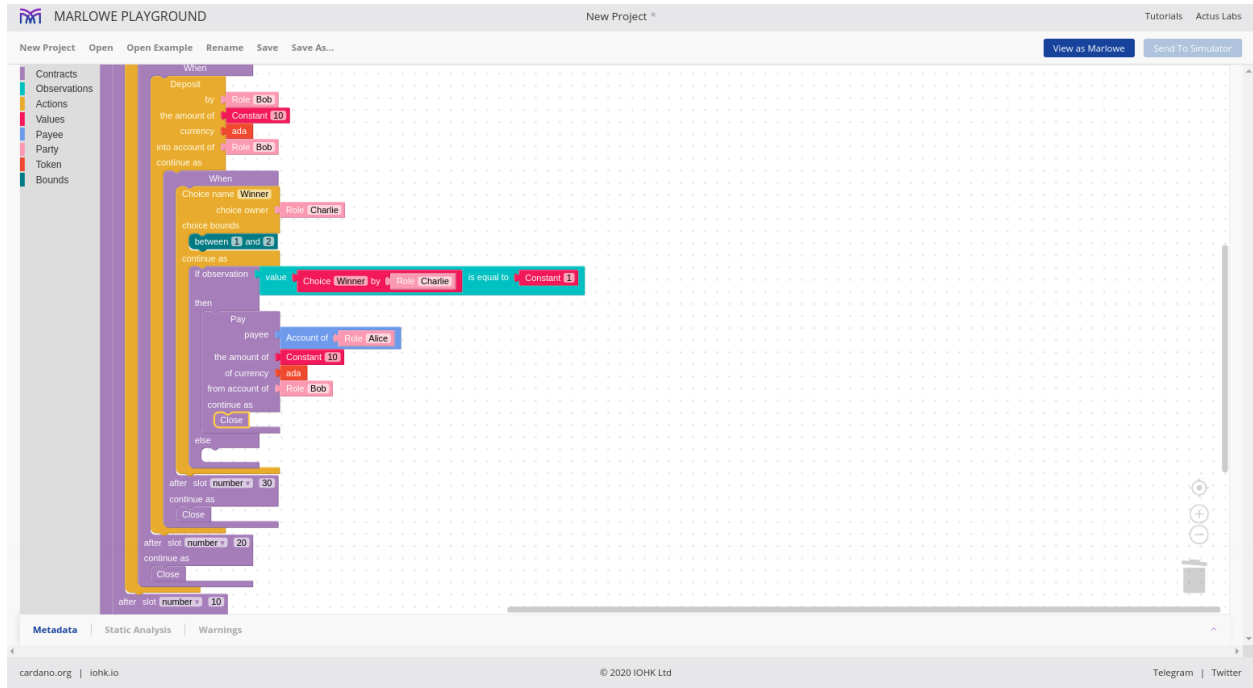 MARLOWE PLAYGROUND
New Project *
Tutorials Actus Labs
New Project Open Open Example Rename Save Save As...
View as Marlowe Send To Simulator
Contracts
Observations
Actions
Values
Payee
Party
Token
Bounds
When
Deposit
by Role Bob
the amount of Constant 10
currency ada
into account of Role Bob
continue as
When
Choice name Winner
choice owner Role Charlie
choice bounds
between 1 and 2
continue as
If observation value Choice Winner by Role Charlie is equal to Constant 1
then
Pay
payee Account of Role Alice
the amount of Constant 10
of currency ada
from account of Role Bob
continue as
Close
else
after slot number 30
continue as
Close
after slot number 20
continue as
Close
after slot number 10
Metadata Static Analysis Warnings
cardano.org | iohk.io
© 2020 IOHK Ltd
Telegram | Twitter